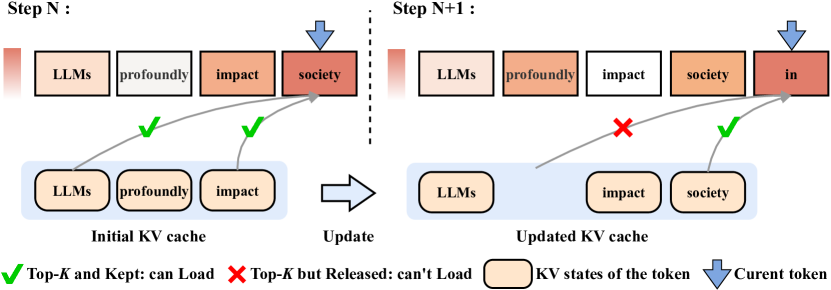 Step N :
Step N+1 :
LLMs profoundly impact society
LLMs profoundly impact society in
LLMs profoundly impact
LLMs impact society
Initial KV cache
Update
Updated KV cache
Top-K and Kept: can Load
Top-K but Released: can't Load
KV states of the token
Curent token